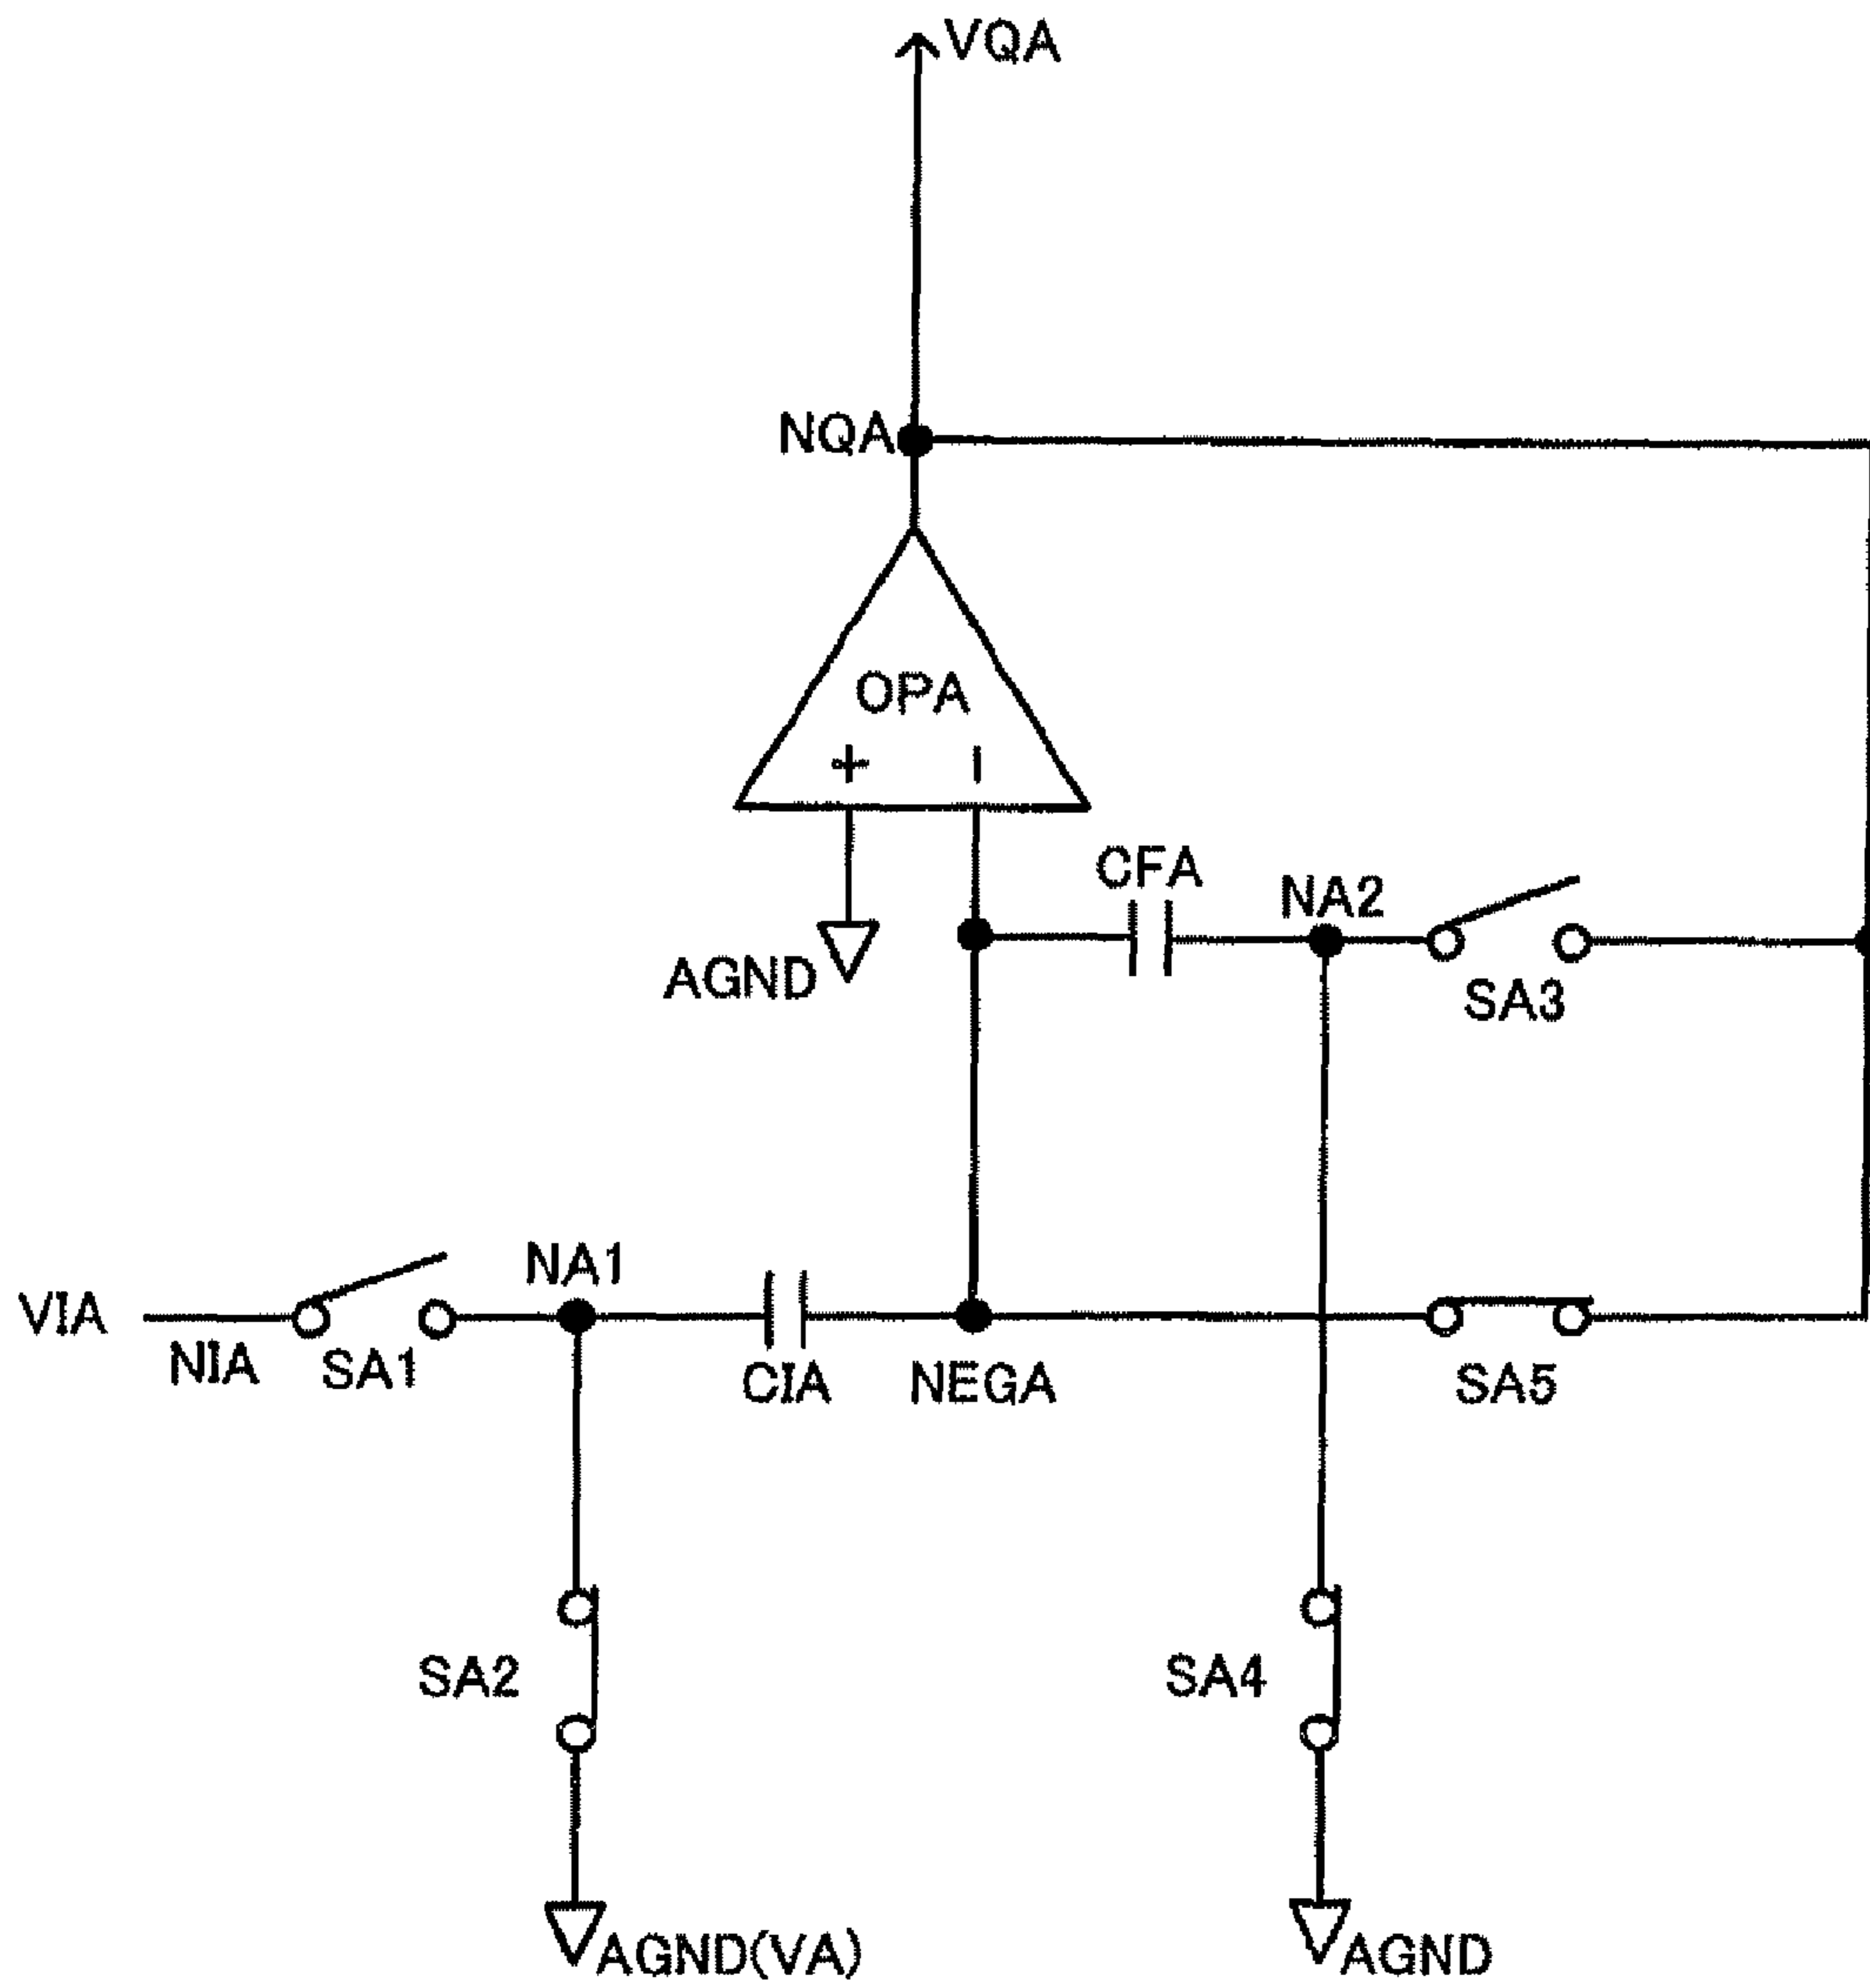 VQA
NQA
OPA
+ −
CFA
NA2
AGND
SA3
NA1
VIA
NIA
SA1
CIA
NEGA
SA5
SA2
SA4
AGND(VA)
AGND